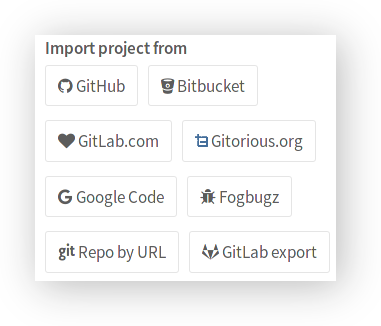 Import project from
GitHub Bitbucket
GitLab.com Gitorious.org
Google Code Fogbugz
git Repo by URL GitLab export